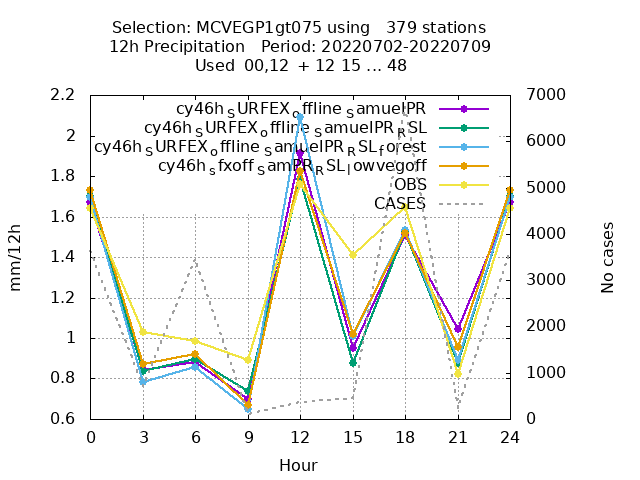 Selection: MCVEGP1gt075 using   379 stations
12h Precipitation   Period: 20220702-20220709
Used  00,12  + 12 15 ... 48
cy46h_SURFEX_offline_SamuelPR
cy46h_SURFEX_offline_SamuelPR_RSL
cy46h_SURFEX_offline_SamuelPR_RSL_forest
cy46h_sfxoff_SamPR_RSL_lowvegoff
OBS
CASES
2.2
2
1.8
1.6
1.4
1.2
1
0.8
0.6
mm/12h
7000
6000
5000
4000
3000
2000
1000
0
No cases
0 3 6 9 12 15 18 21 24
Hour